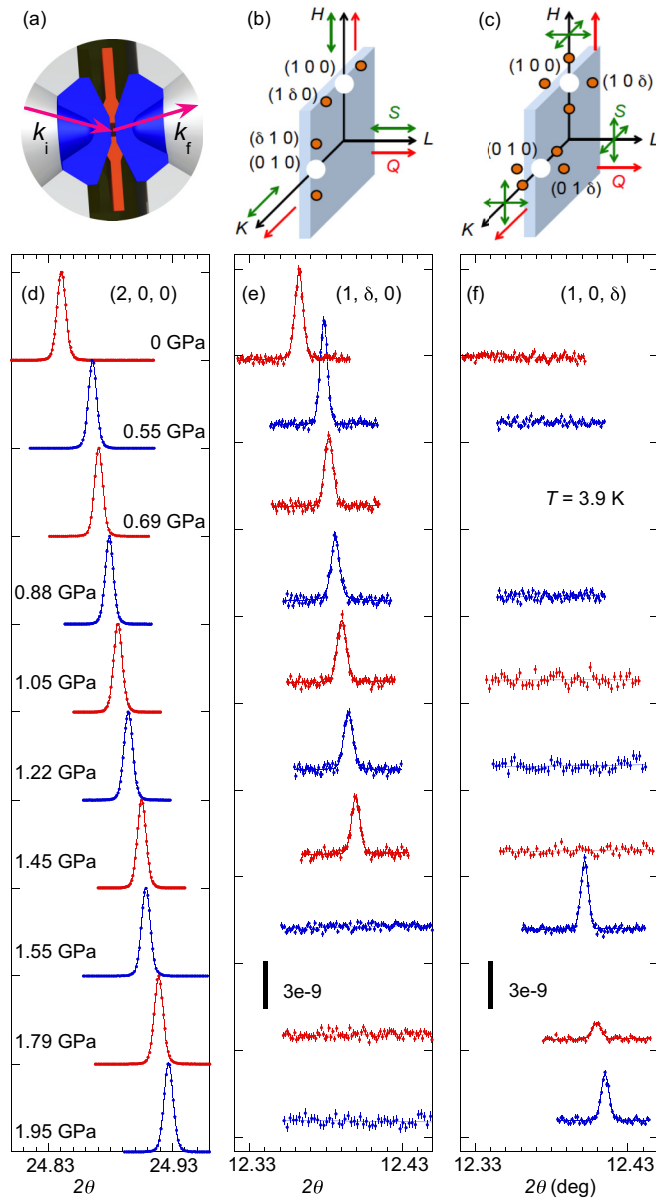 (a)
k_i
k_f
(b)
H
(1 0 0)
(1 δ 0)
(δ 1 0)
(0 1 0)
S
L
Q
K
(c)
H
(1 0 0)
(1 0 δ)
S
(0 1 0)
L
(0 1 δ)
Q
K
(d) (2, 0, 0)
0 GPa
0.55 GPa
0.69 GPa
0.88 GPa
1.05 GPa
1.22 GPa
1.45 GPa
1.55 GPa
1.79 GPa
1.95 GPa
24.83 24.93
2θ
(e) (1, δ, 0)
3e-9
12.33 12.43
2θ
(f) (1, 0, δ)
T = 3.9 K
3e-9
12.33 12.43
2θ (deg)